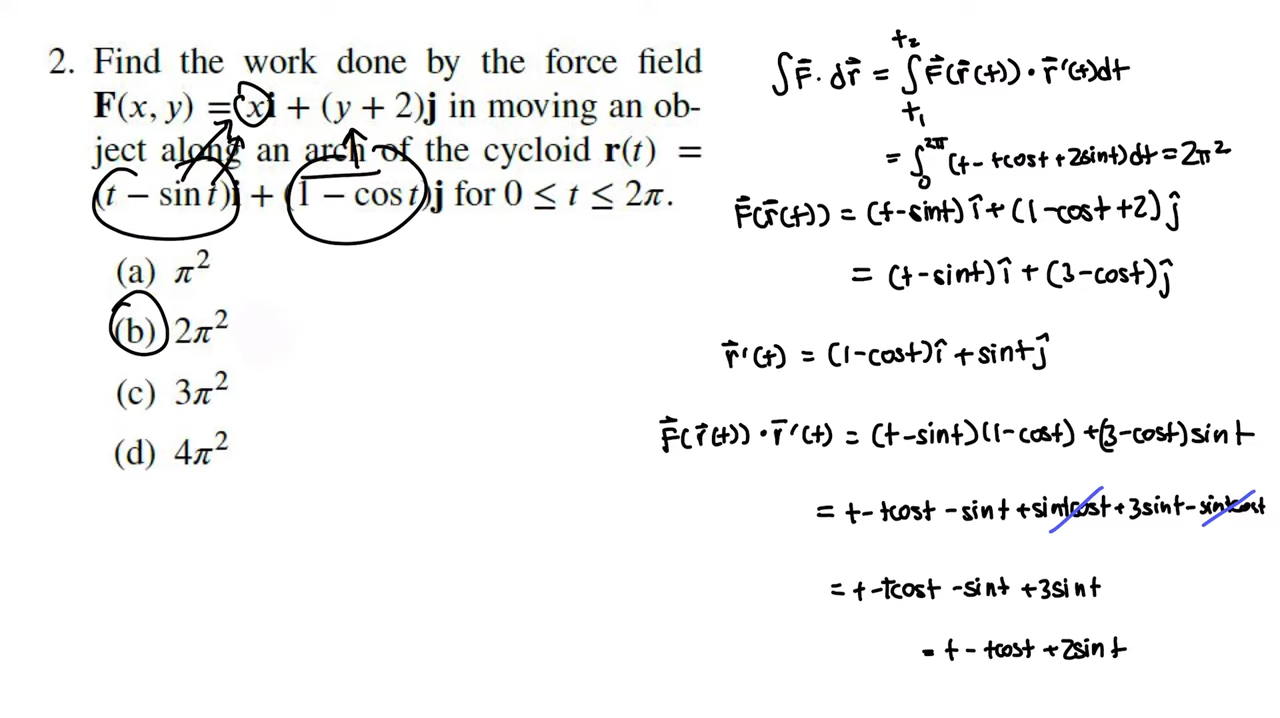 2. Find the work done by the force field
F(x, y) = xi + (y + 2)j in moving an ob-
ject along an arch of the cycloid r(t) =
(t − sin t)i + (1 − cos t)j for 0 ≤ t ≤ 2π.
(a) π²
(b) 2π²
(c) 3π²
(d) 4π²
∫F⃗ · dr⃗ = ∫_{t₁}^{t₂} F⃗(r⃗(t)) · r⃗'(t)dt
= ∫_0^{2π} (t - tcost + 2sint)dt = 2π²
F⃗(r⃗(t)) = (t-sint)î + (1-cost+2)ĵ
= (t-sint)î + (3-cost)ĵ
r⃗'(t) = (1-cost)î + sintĵ
F⃗(r⃗(t)) · r⃗'(t) = (t-sint)(1-cost) + (3-cost)sint
= t - tcost - sint + sintcost + 3sint - sintcost
= t - tcost - sint + 3sint
= t - tcost + 2sint